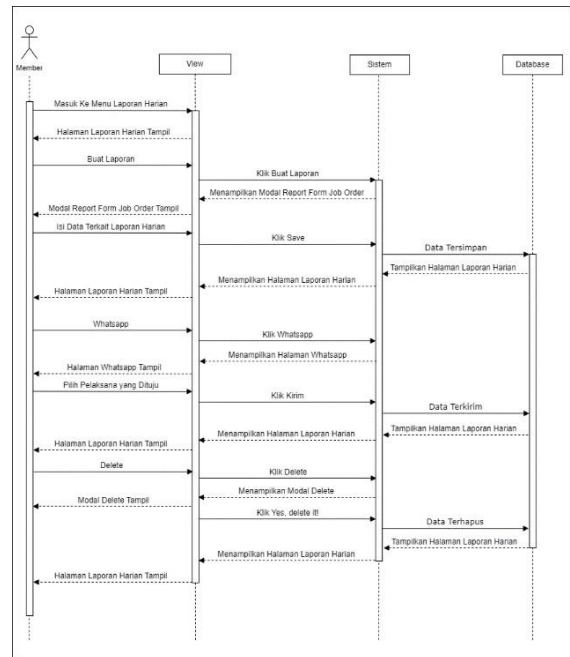 Member
View
Sistem
Database
Masuk Ke Menu Laporan Harian
Halaman Laporan Harian Tampil
Buat Laporan
Klik Buat Laporan
Menampilkan Modal Report Form Job Order
Modal Report Form Job Order Tampil
Isi Data Terkait Laporan Harian
Klik Save
Data Tersimpan
Tampilkan Halaman Laporan Harian
Menampilkan Halaman Laporan Harian
Halaman Laporan Harian Tampil
Whatsapp
Klik Whatsapp
Menampilkan Halaman Whatsapp
Halaman Whatsapp Tampil
Pilih Pelaksana yang Dituju
Klik Kirim
Data Terkirim
Tampilkan Halaman Laporan Harian
Menampilkan Halaman Laporan Harian
Halaman Laporan Harian Tampil
Delete
Klik Delete
Menampilkan Modal Delete
Modal Delete Tampil
Klik Yes, delete it!
Data Terhapus
Tampilkan Halaman Laporan Harian
Menampilkan Halaman Laporan Harian
Halaman Laporan Harian Tampil